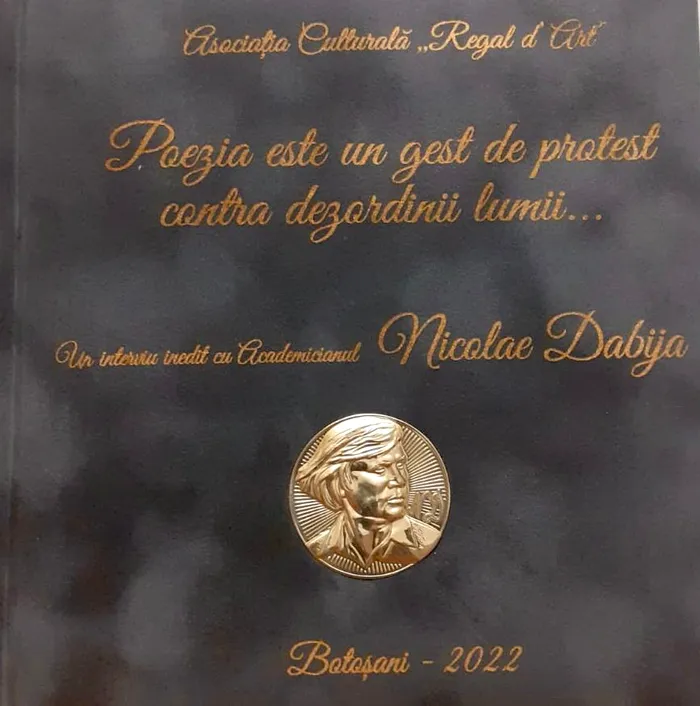 Asociația Culturală „Regal d' Art"
Poezia este un gest de protest
contra dezordinii lumii...
Un interviu inedit cu Academicianul Nicolae Dabija
Botoșani - 2022